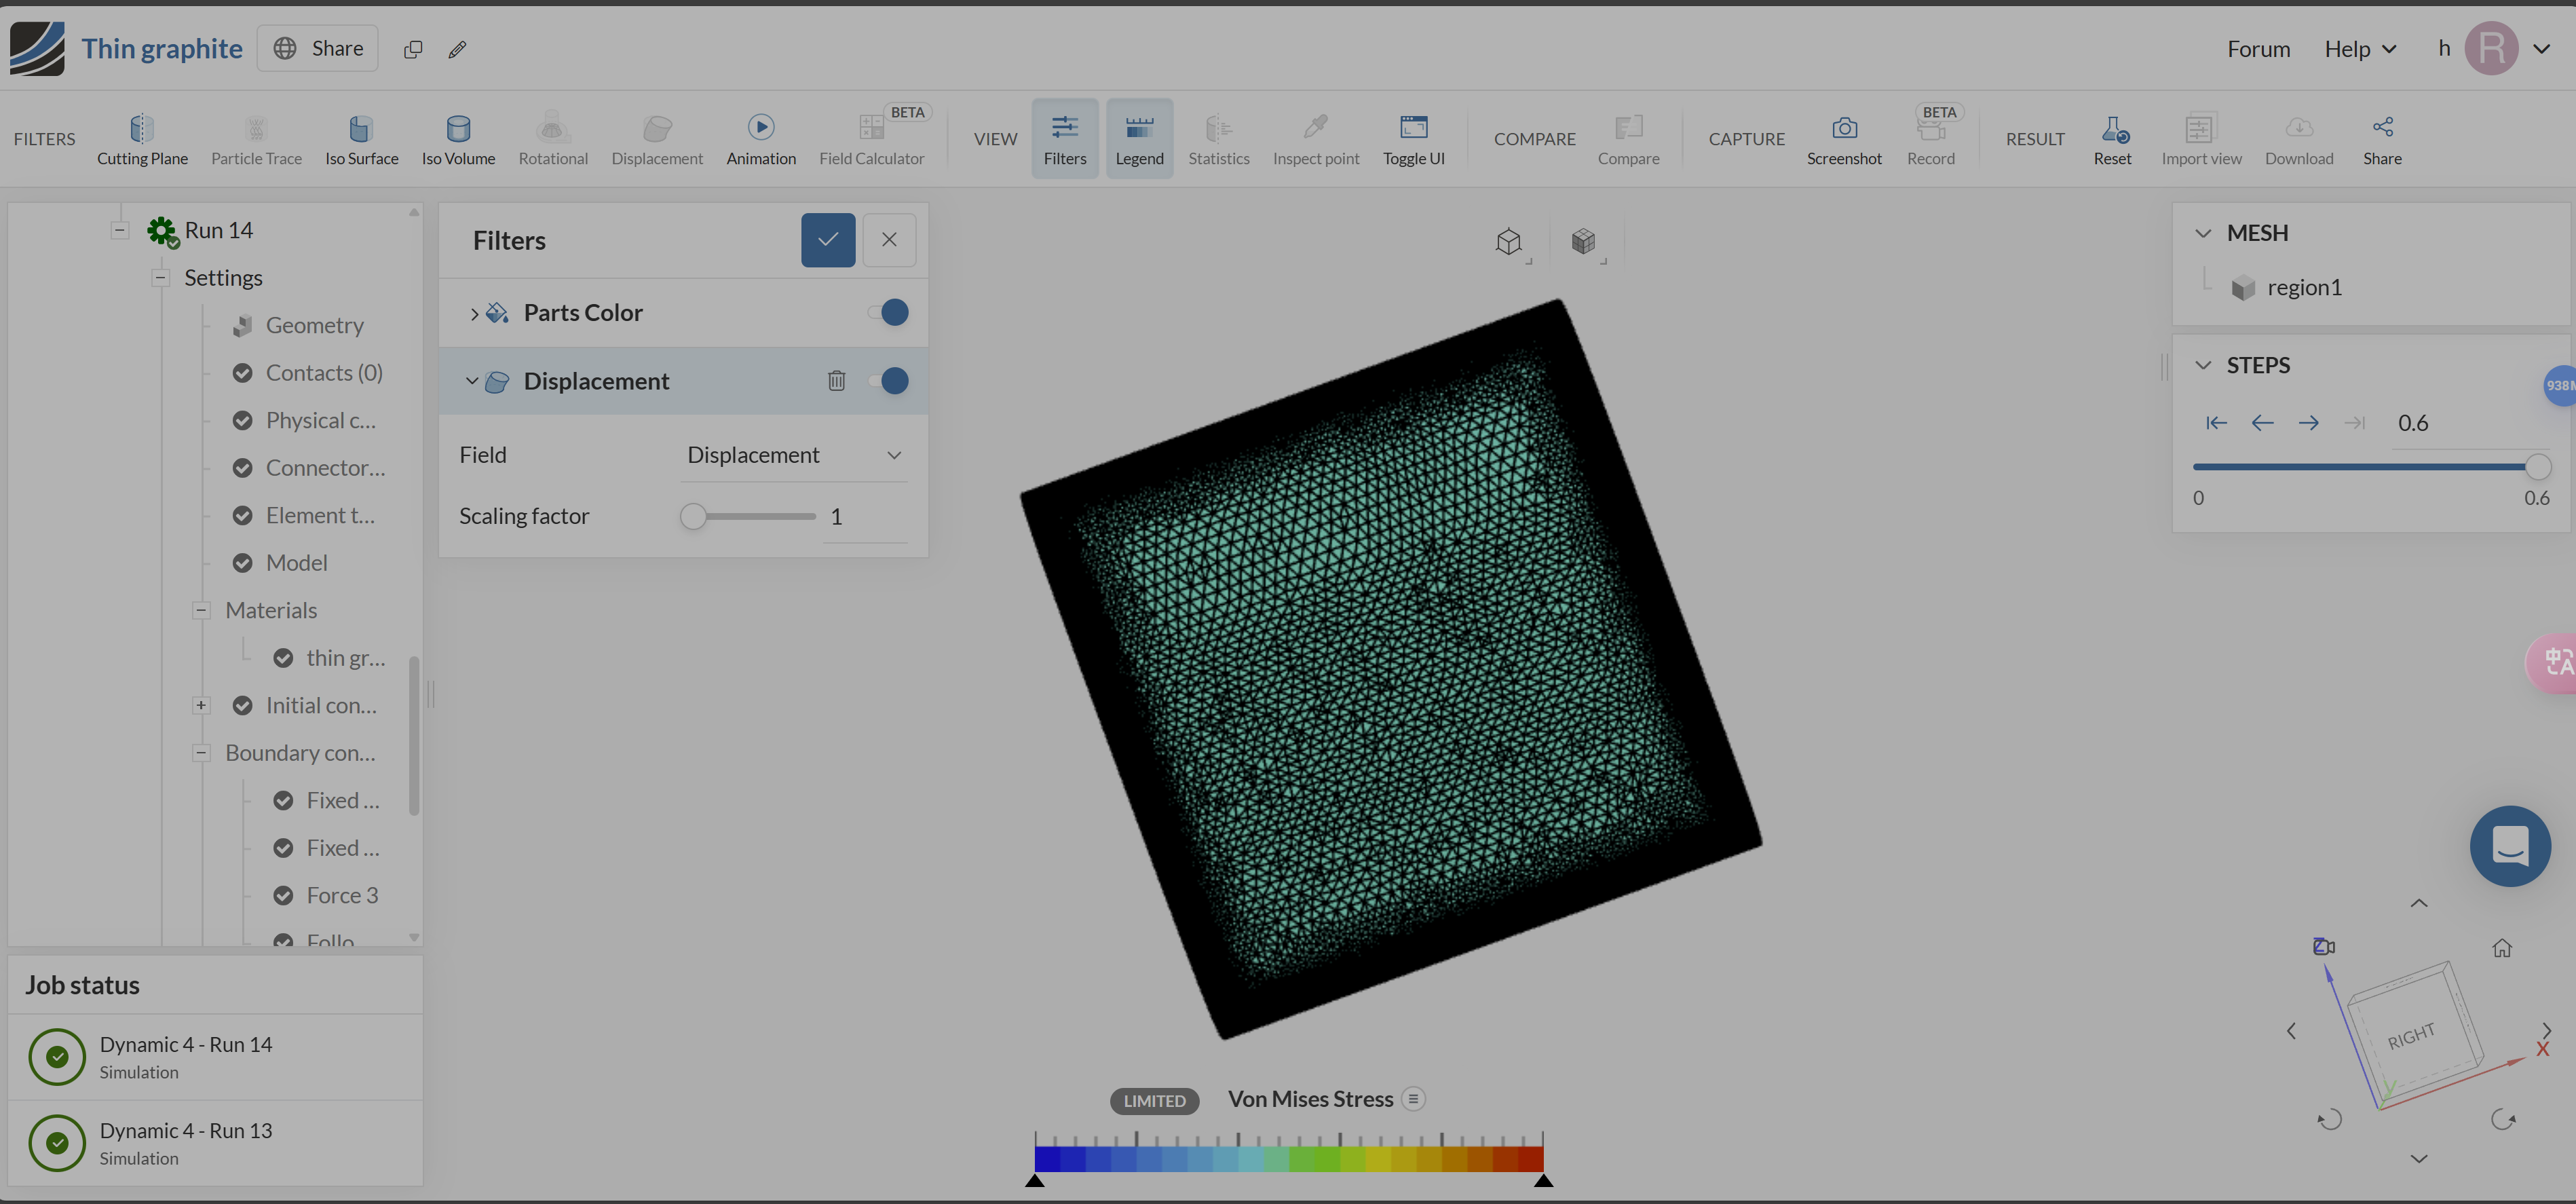 Thin graphite
Share
Forum
Help
h
R
FILTERS
Cutting Plane
Particle Trace
Iso Surface
Iso Volume
Rotational
Displacement
Animation
BETA
Field Calculator
VIEW
Filters
Legend
Statistics
Inspect point
Toggle UI
COMPARE
Compare
CAPTURE
Screenshot
BETA
Record
RESULT
Reset
Import view
Download
Share
Run 14
Settings
Geometry
Contacts (0)
Physical c...
Connector...
Element t...
Model
Materials
thin gr...
Initial con...
Boundary con...
Fixed ...
Fixed ...
Force 3
Follo
Job status
Dynamic 4 - Run 14
Simulation
Dynamic 4 - Run 13
Simulation
Filters
Parts Color
Displacement
Field
Displacement
Scaling factor
1
MESH
region1
STEPS
0.6
0
0.6
938M
中A
LIMITED
Von Mises Stress
Z
RIGHT
Y
X